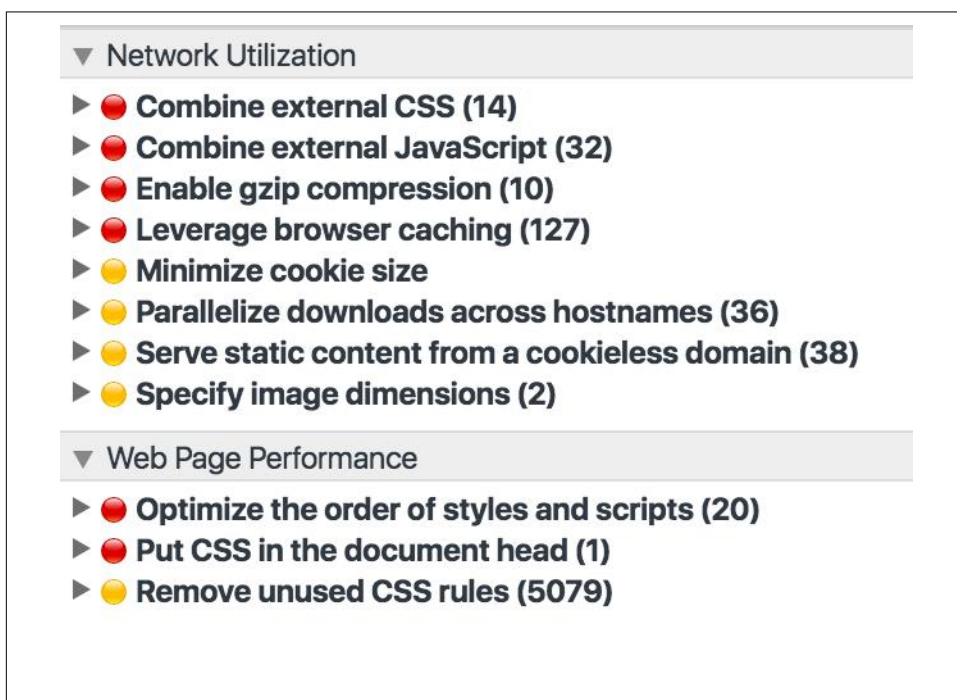 Network Utilization
Combine external CSS (14)
Combine external JavaScript (32)
Enable gzip compression (10)
Leverage browser caching (127)
Minimize cookie size
Parallelize downloads across hostnames (36)
Serve static content from a cookieless domain (38)
Specify image dimensions (2)
Web Page Performance
Optimize the order of styles and scripts (20)
Put CSS in the document head (1)
Remove unused CSS rules (5079)